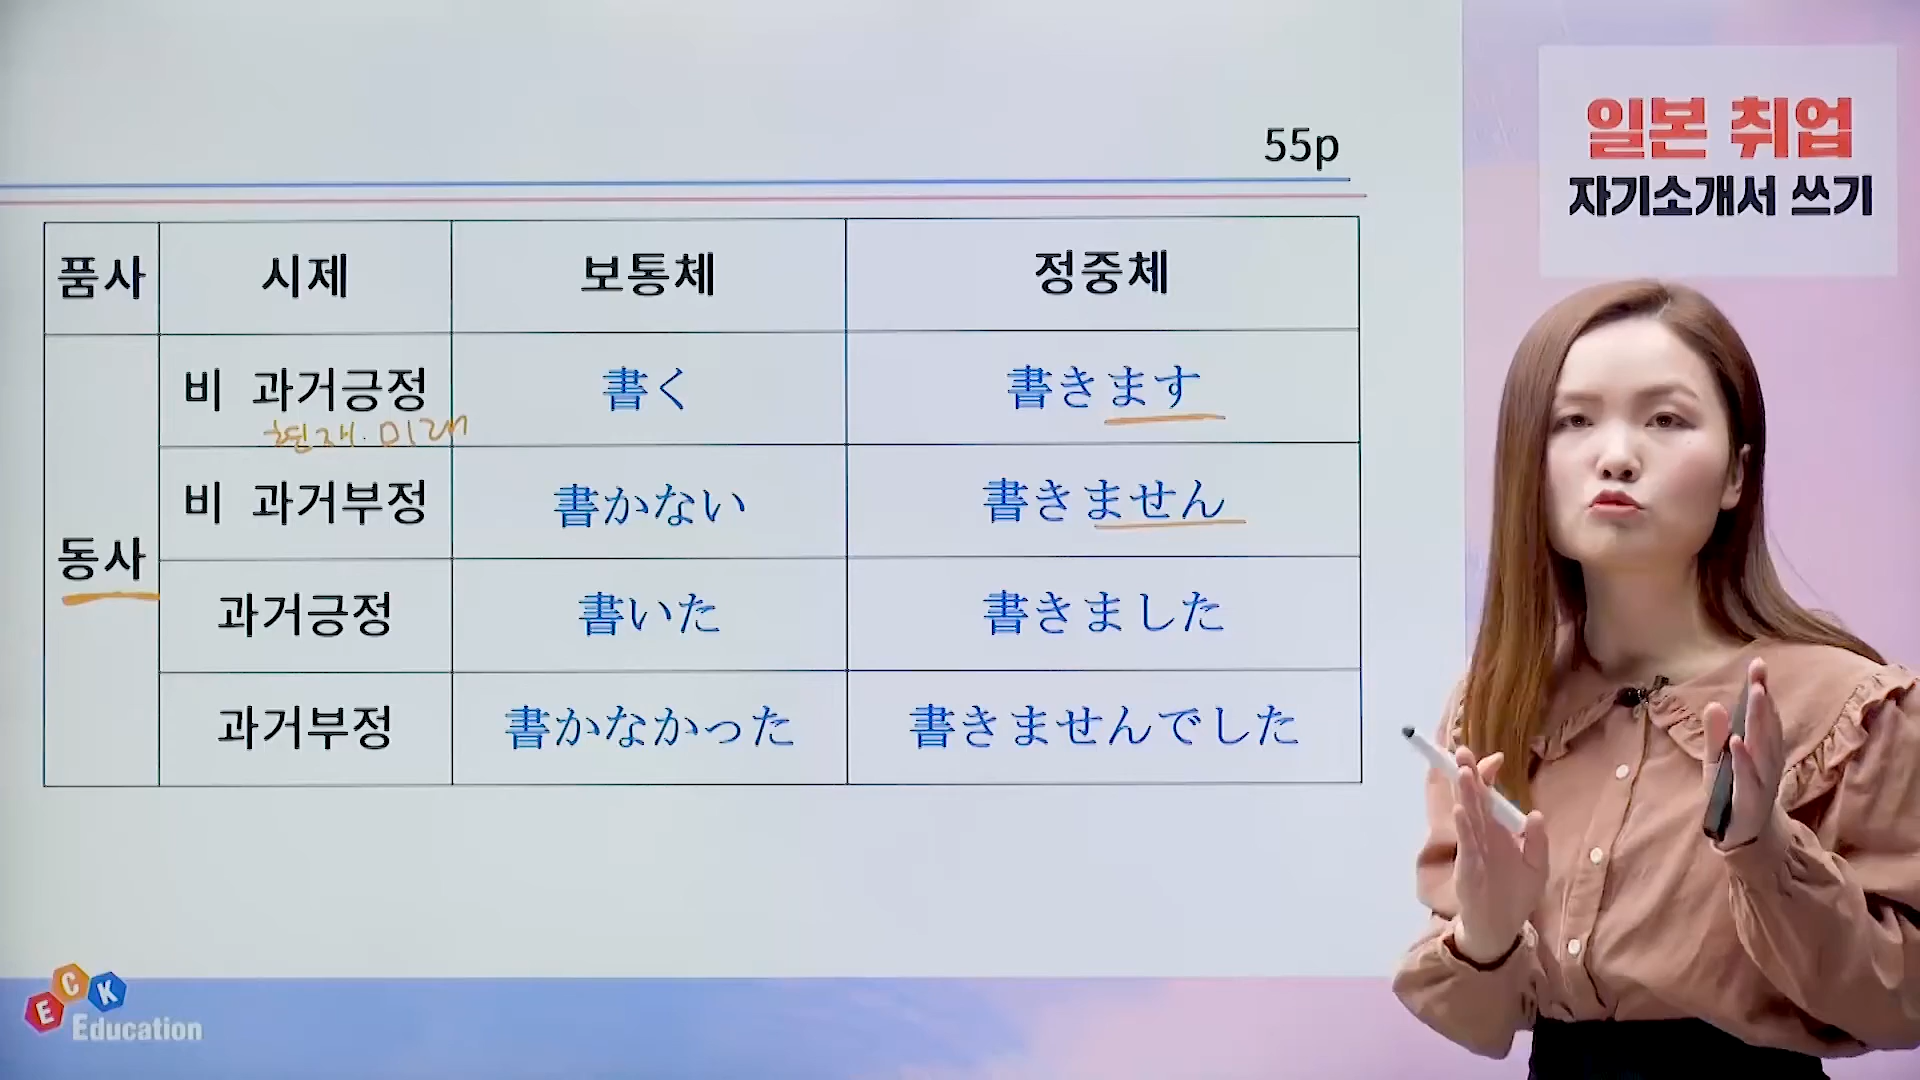 55p
일본 취업
자기소개서 쓰기
품사 시제 보통체 정중체
비 과거긍정 書く 書きます
현재·미래
비 과거부정 書かない 書きません
동사
과거긍정 書いた 書きました
과거부정 書かなかった 書きませんでした
ECK
Education